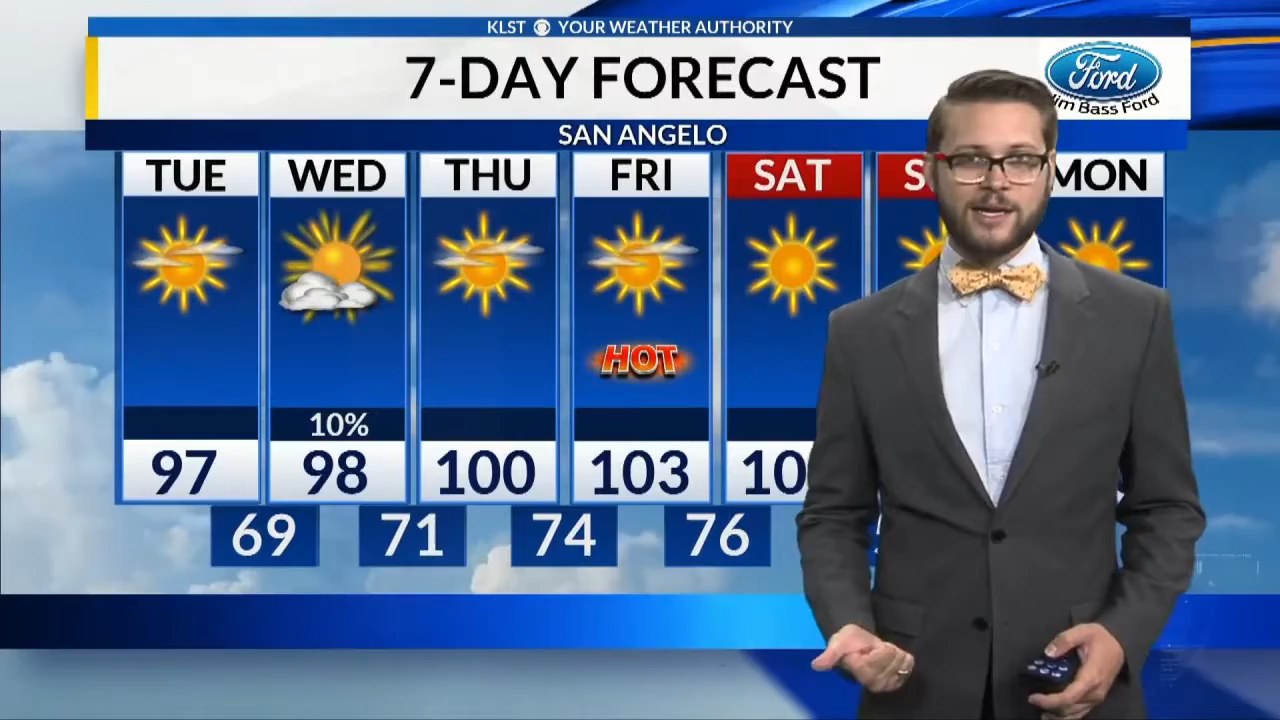 KLST YOUR WEATHER AUTHORITY
7-DAY FORECAST
Ford
Bass Ford
SAN ANGELO
TUE WED THU FRI SAT MON
HOT
10%
97 98 100 103
69 71 74 76